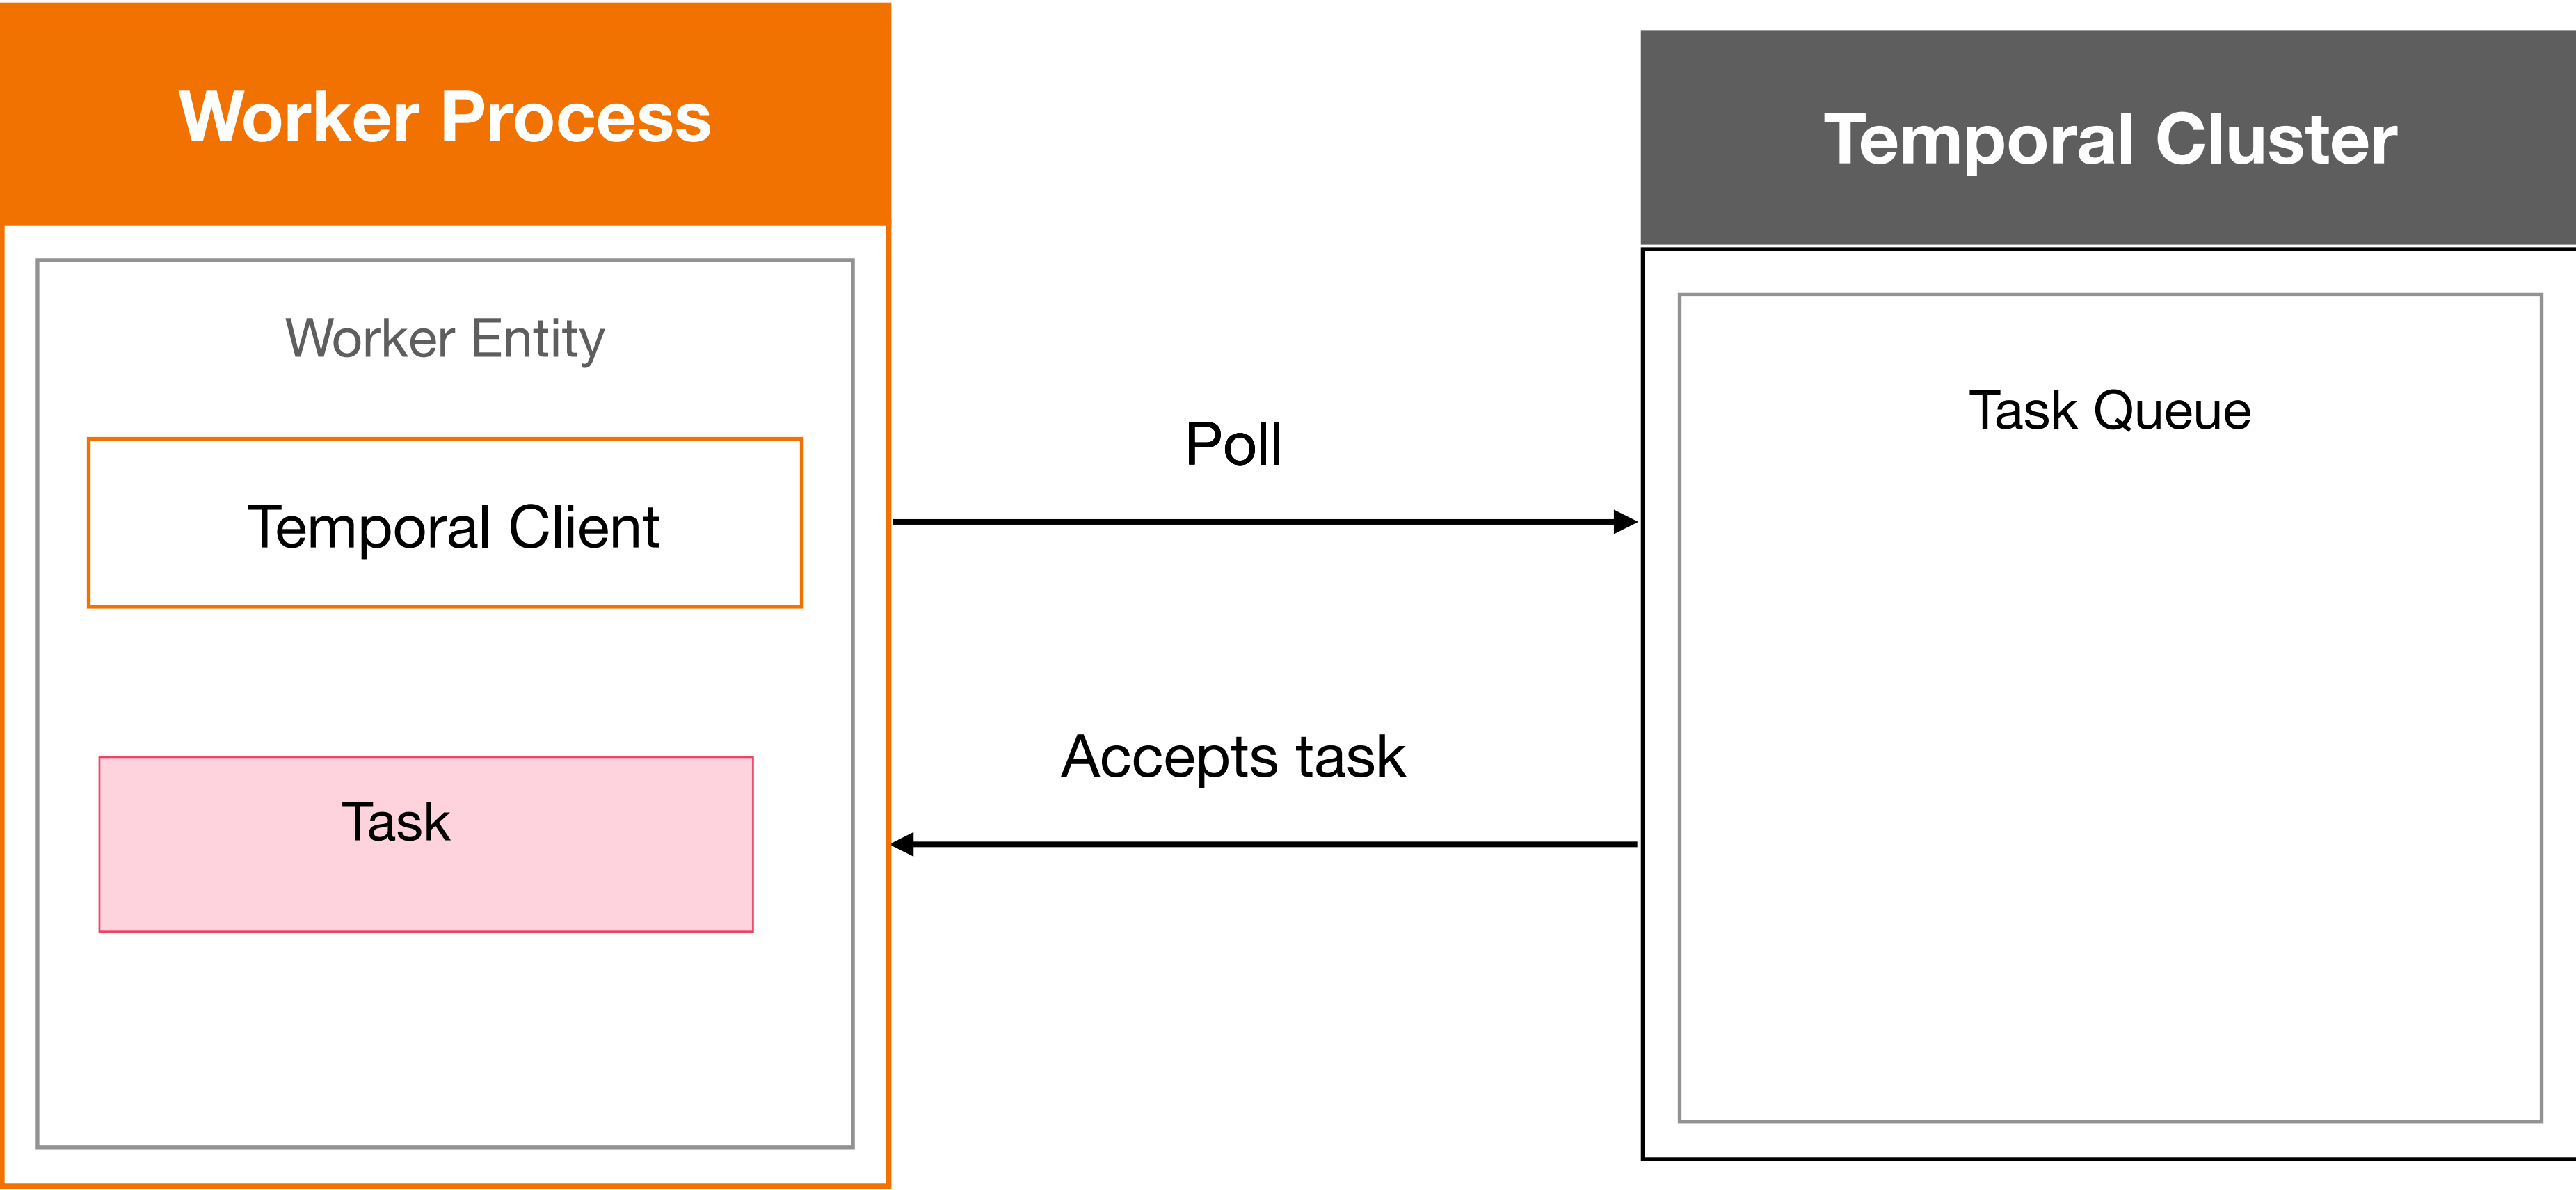 Worker Process
Temporal Cluster
Worker Entity
Task Queue
Poll
Temporal Client
Accepts task
Task